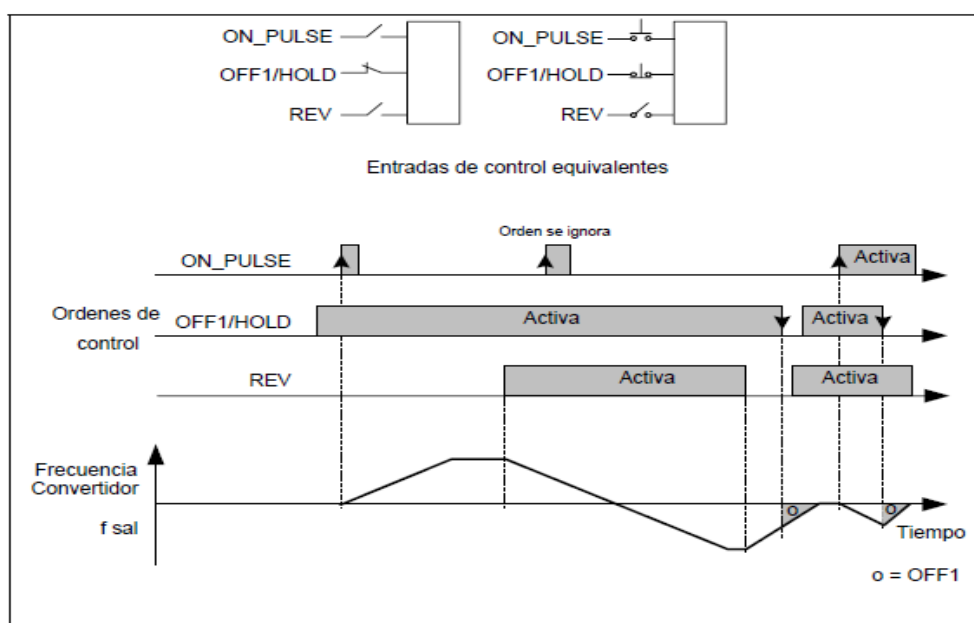 ON_PULSE ON_PULSE
OFF1/HOLD OFF1/HOLD
REV REV
Entradas de control equivalentes
Orden se ignora
ON_PULSE Activa
Ordenes de control
OFF1/HOLD Activa Activa
REV Activa Activa
Frecuencia
Convertidor
f sal
o o
Tiempo
o = OFF1